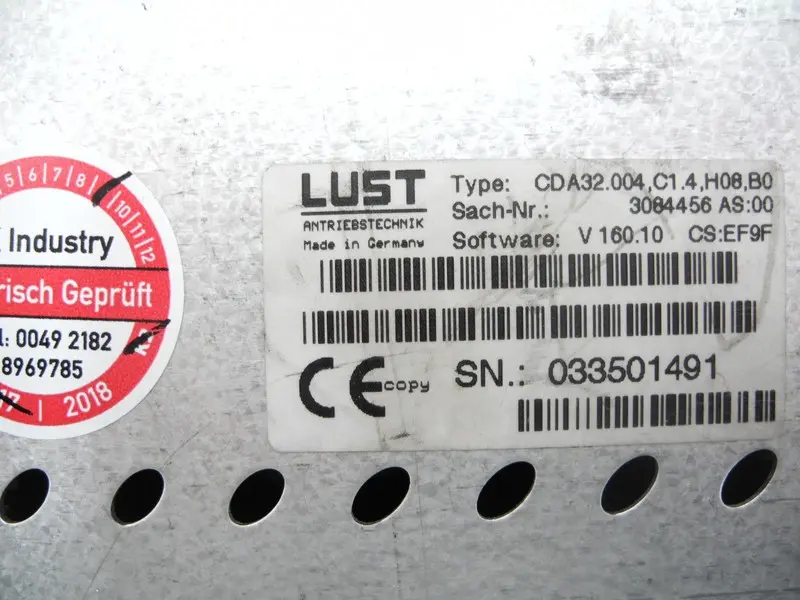 5 6 7 8 10 11 12
Industry
risch Geprüft
l: 0049 2182
8969785
17 | 2018
LUST
ANTRIEBSTECHNIK
Made in Germany
Type: CDA32.004,C1.4,H08,B0
Sach-Nr.: 3084456 AS:00
Software: V 160.10 CS:EF9F
CE copy SN.: 033501491